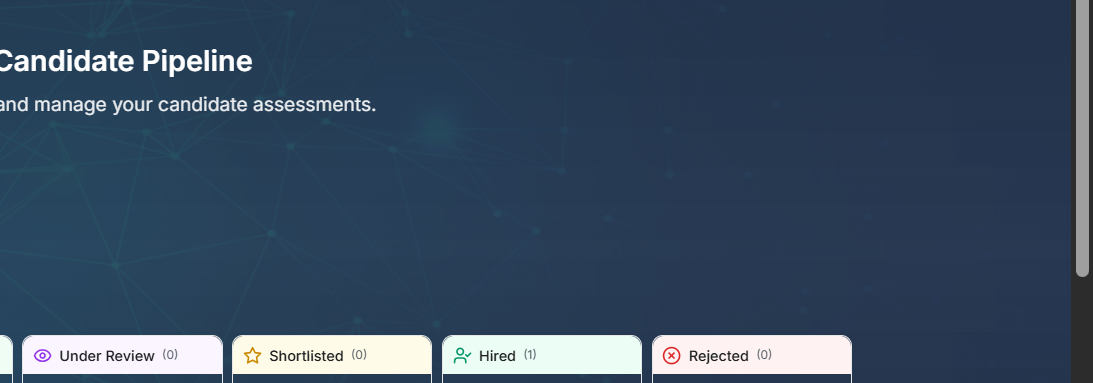 Candidate Pipeline
and manage your candidate assessments.
Under Review (0)
Shortlisted (0)
Hired (1)
Rejected (0)